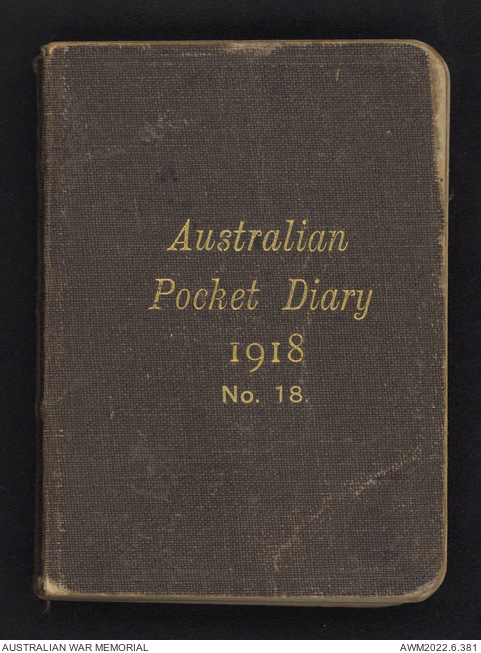 Australian
Pocket Diary
1918
No. 18.
AUSTRALIAN WAR MEMORIAL
AWM2022.6.381